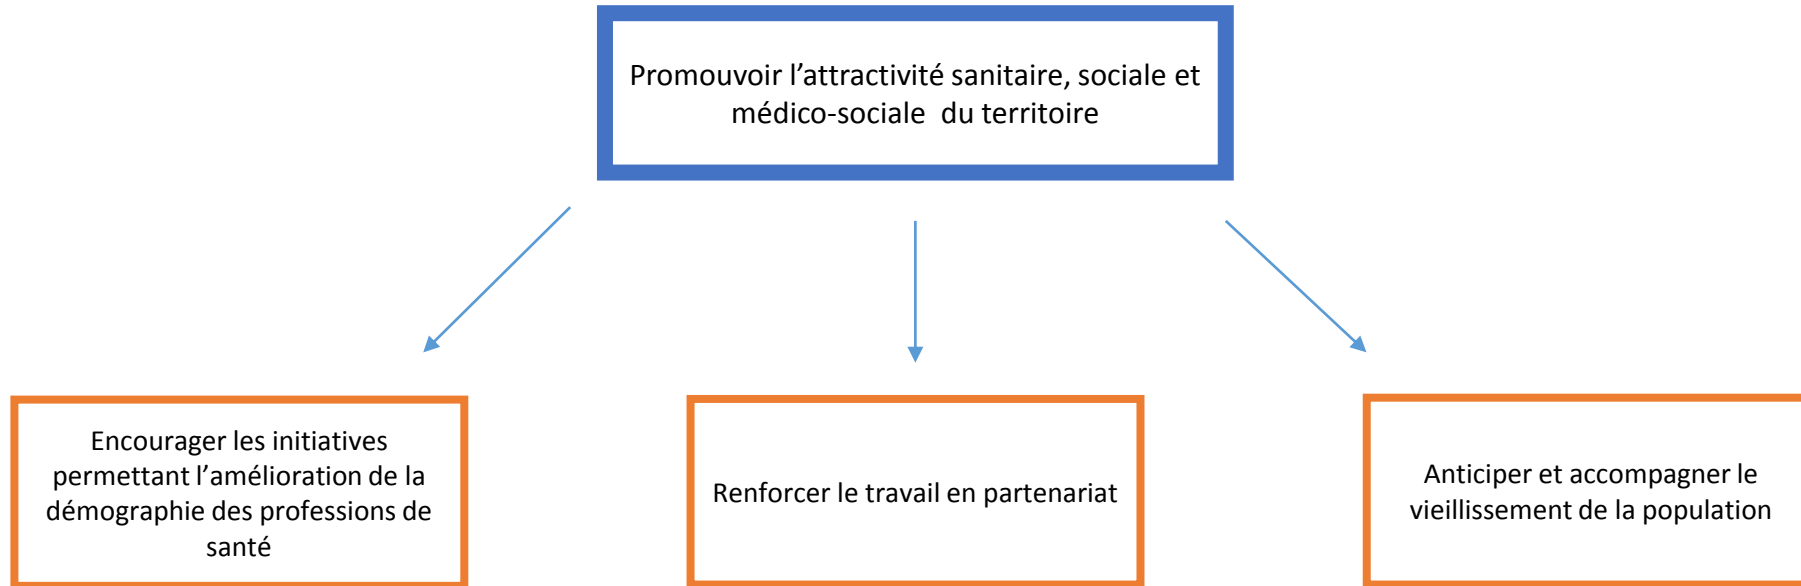 Promouvoir l’attractivité sanitaire, sociale et
médico-sociale  du territoire
Encourager les initiatives
permettant l’amélioration de la
démographie des professions de
santé
Renforcer le travail en partenariat
Anticiper et accompagner le
vieillissement de la population